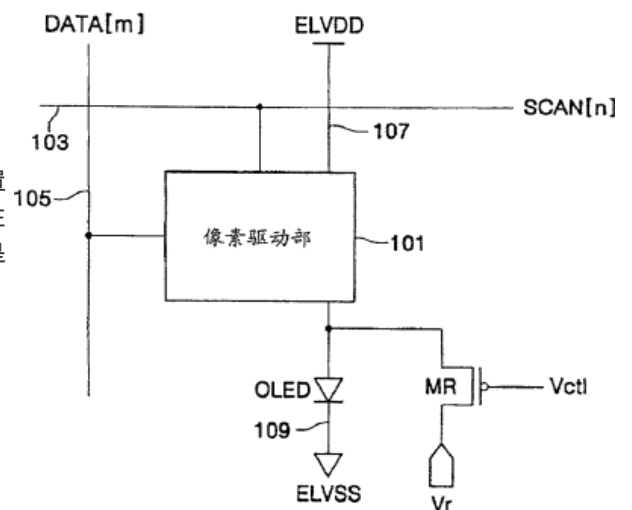 DATA[m]
ELVDD
SCAN[n]
103
107
105
像素驱动部
101
OLED
MR
Vctl
109
ELVSS
Vr